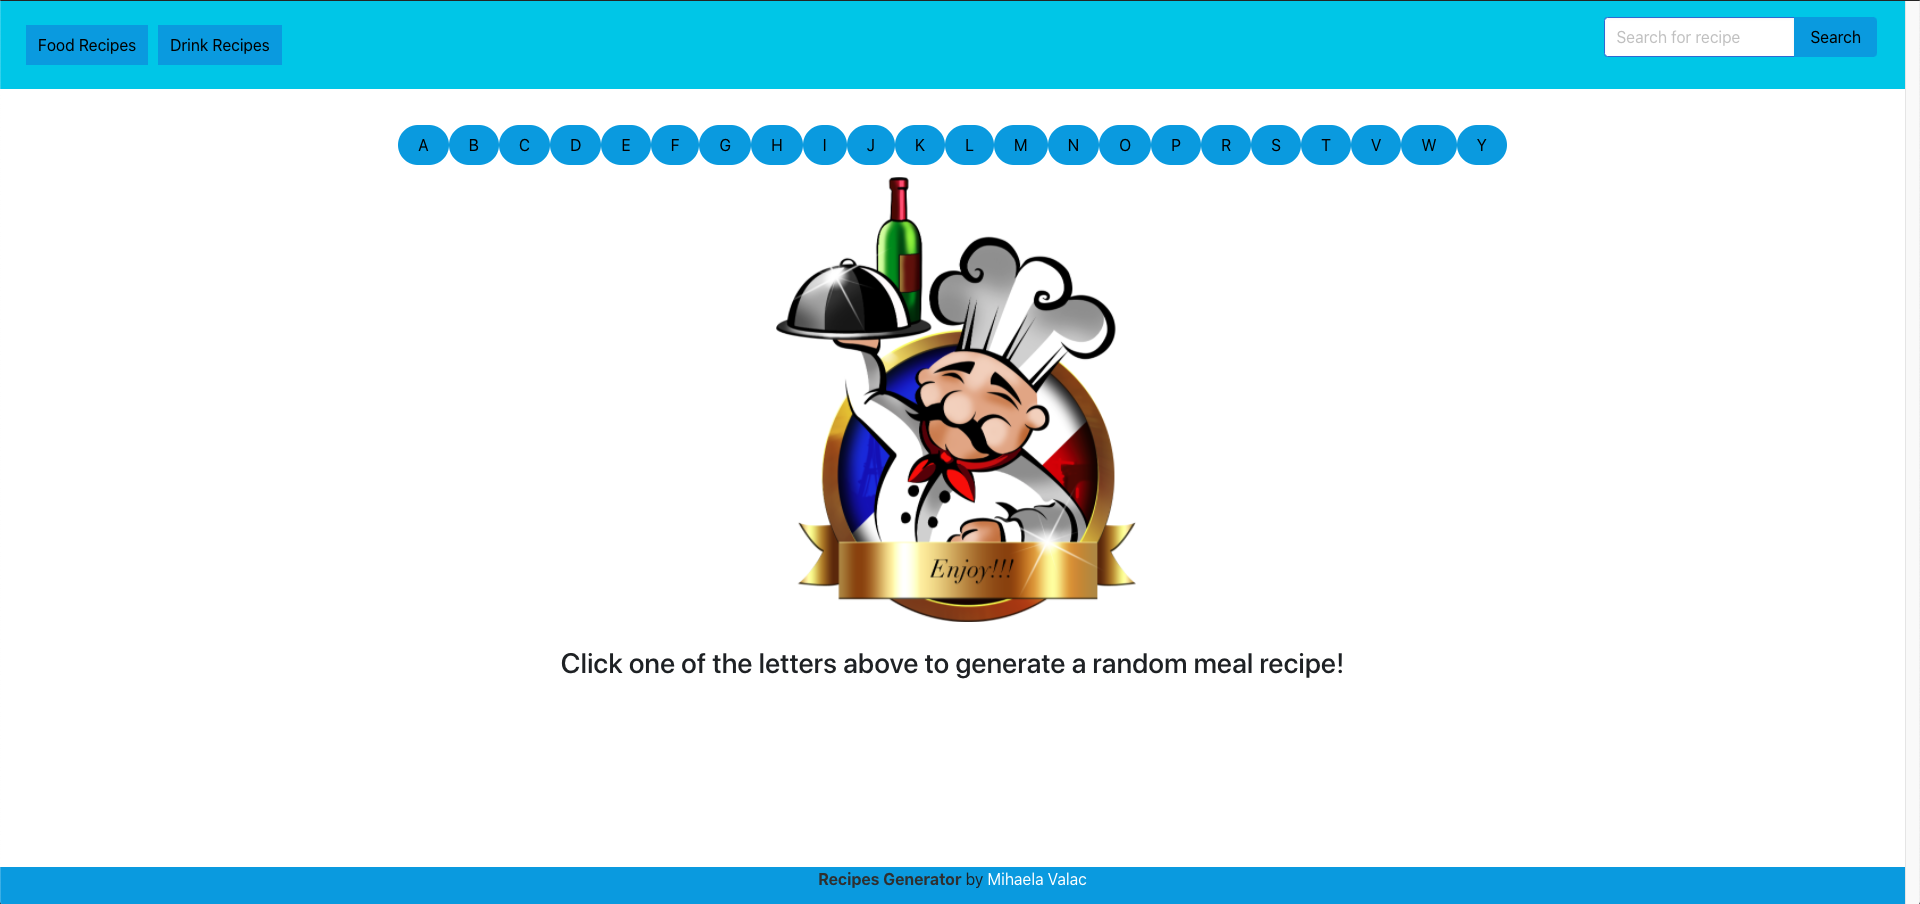 Food Recipes Drink Recipes Search for recipe Search
A B C D E F G H I J K L M N O P R S T V W Y
Enjoy!!!
Click one of the letters above to generate a random meal recipe!
Recipes Generator by Mihaela Valac